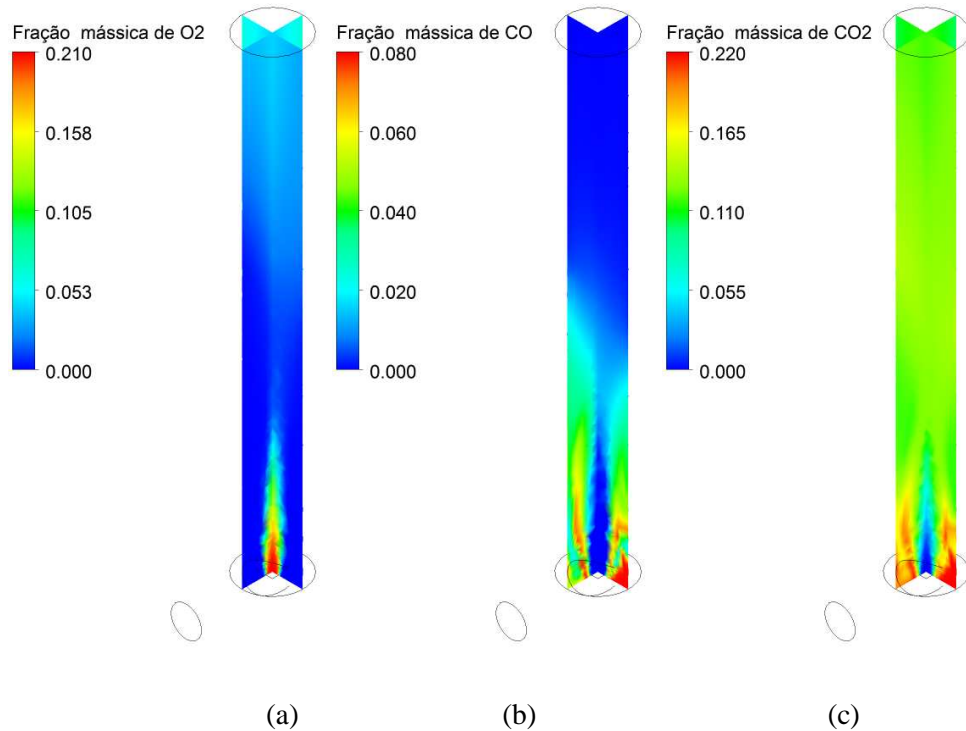 Fração mássica de O2
0.210
0.158
0.105
0.053
0.000
Fração mássica de CO
0.080
0.060
0.040
0.020
0.000
Fração mássica de CO2
0.220
0.165
0.110
0.055
0.000
(a)
(b)
(c)